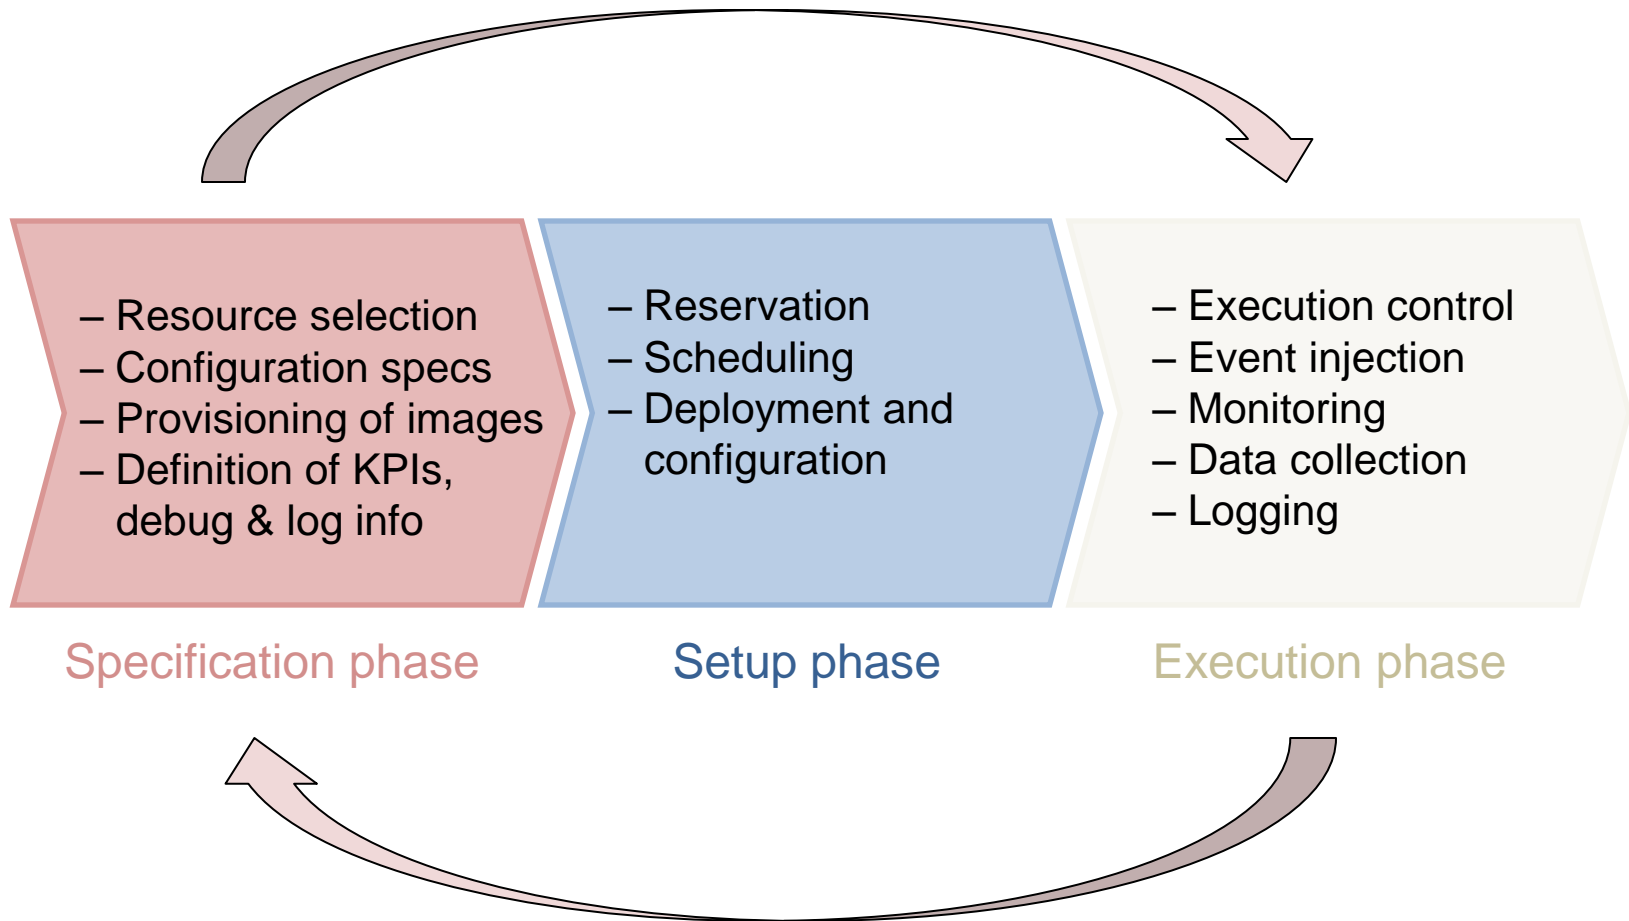 – Resource selection
– Configuration specs
– Provisioning of images
– Definition of KPIs,
debug & log info
– Reservation
– Scheduling
– Deployment and
configuration
– Execution control
– Event injection
– Monitoring
– Data collection
– Logging
Specification phase
Setup phase
Execution phase